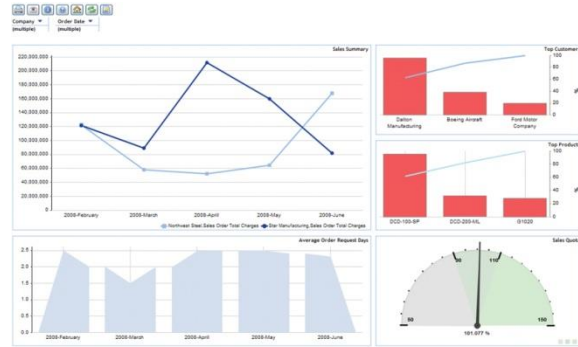 Company
Order Date
(multiple)
(multiple)
Sales Summary
220,000,000
200,000,000
180,000,000
160,000,000
140,000,000
120,000,000
100,000,000
80,000,000
60,000,000
40,000,000
20,000,000
0
2008-February
2008-March
2008-April
2008-May
2008-June
Northwest Steel,Sales Order Total Charges
Star Manufacturing,Sales Order Total Charges
Top Customer
100
80
60
40
20
0
Dalton Manufacturing
Boeing Aircraft
Ford Motor Company
Top Product
100
80
60
40
20
0
DCD-100-SP
DCD-200-ML
Average Order Request Days
2.5
2.0
1.5
1.0
0.5
0.0
2008-February
2008-March
2008-April
2008-May
2008-June
Sales Quota
50
90
110
150
101.077 %